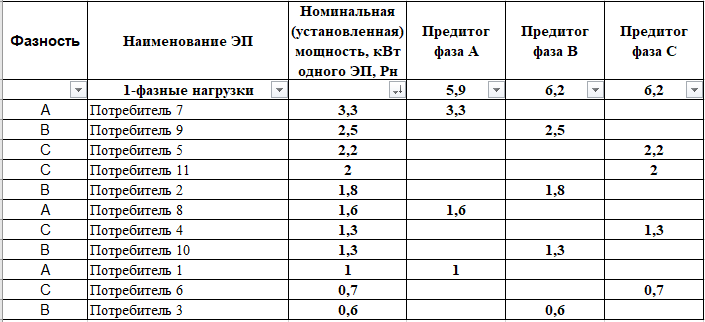 Фазность Наименование ЭП Номинальная (установленная) мощность, кВт одного ЭП, Рн Предитог фаза А Предитог фаза В Предитог фаза С
1-фазные нагрузки 5,9 6,2 6,2
А Потребитель 7 3,3 3,3
В Потребитель 9 2,5 2,5
С Потребитель 5 2,2 2,2
С Потребитель 11 2 2
В Потребитель 2 1,8 1,8
А Потребитель 8 1,6 1,6
С Потребитель 4 1,3 1,3
В Потребитель 10 1,3 1,3
А Потребитель 1 1 1
С Потребитель 6 0,7 0,7
В Потребитель 3 0,6 0,6